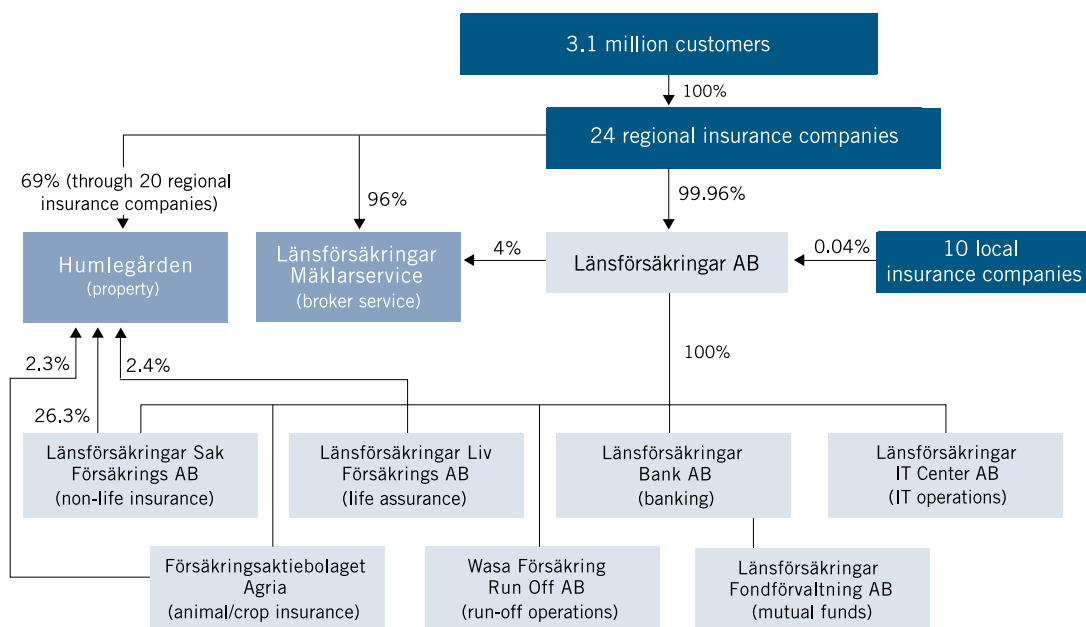 3.1 million customers
100%
24 regional insurance companies
69% (through 20 regional
insurance companies)
96%
99.96%
Humlegården
(property)
Länsförsäkringar
Mäklarservice
(broker service)
4%
Länsförsäkringar AB
0.04%
10 local
insurance companies
2.3%
2.4%
100%
26.3%
Länsförsäkringar Sak
Försäkrings AB
(non-life insurance)
Länsförsäkringar Liv
Försäkrings AB
(life assurance)
Länsförsäkringar
Bank AB
(banking)
Länsförsäkringar
IT Center AB
(IT operations)
Försäkringsaktiebolaget
Agria
(animal/crop insurance)
Wasa Försäkring
Run Off AB
(run-off operations)
Länsförsäkringar
Fondförvaltning AB
(mutual funds)